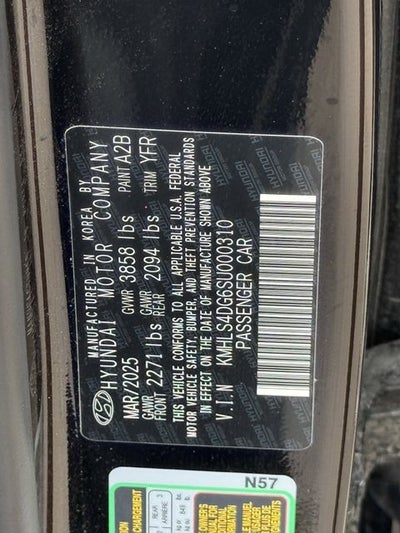 MANUFACTURED IN KOREA BY
HYUNDAI MOTOR COMPANY
MAR/2025 GVWR 3858 lbs PAINT A2B
GAWR FRONT 2271 lbs GAWR REAR 2094 lbs TRIM YFR
THIS VEHICLE CONFORMS TO ALL APPLICABLE U.S.A. FEDERAL
MOTOR VEHICLE SAFETY, BUMPER, AND THEFT PREVENTION STANDARDS
IN EFFECT ON THE DATE OF MANUFACTURE SHOWN ABOVE.
V.I.N KMHLS4DG6SU000310
PASSENGER CAR
N57